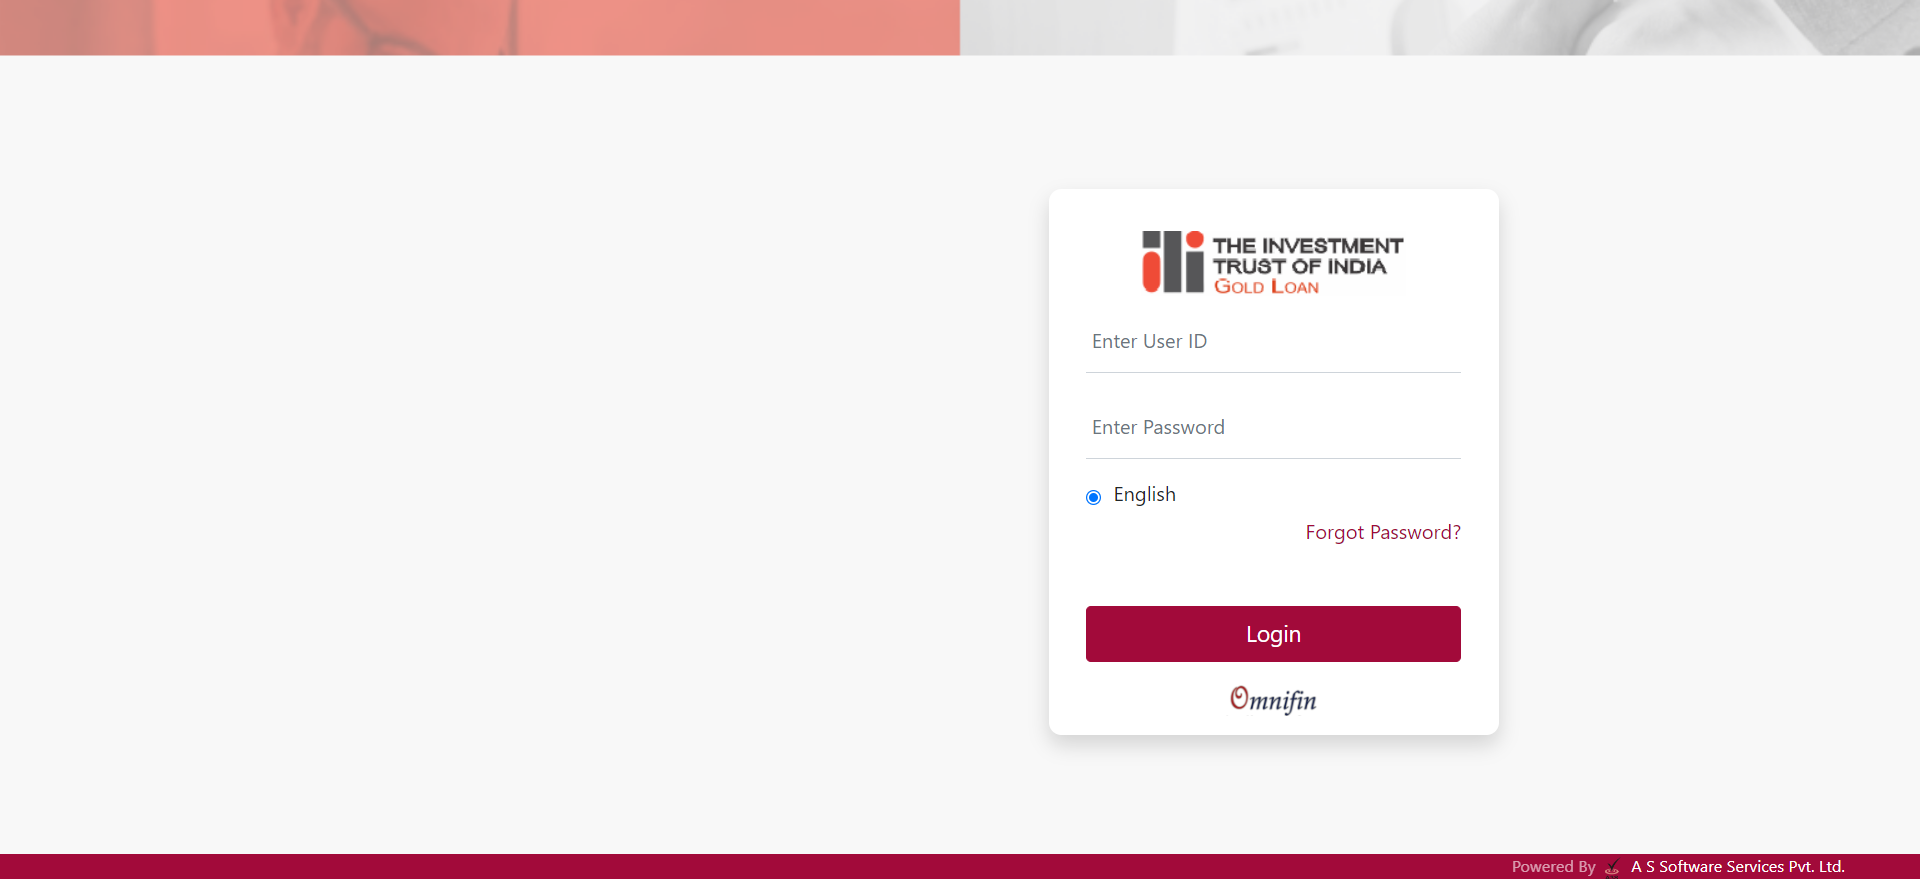 THE INVESTMENT
TRUST OF INDIA
GOLD LOAN
Enter User ID
Enter Password
English
Forgot Password?
Login
Omnifin
Powered By A S Software Services Pvt. Ltd.